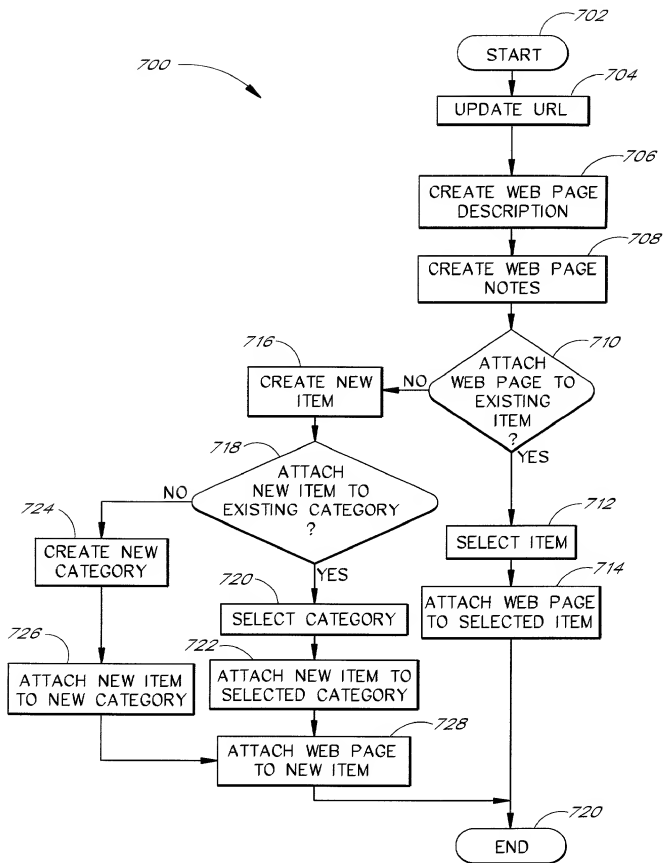 702
START
700
704
UPDATE URL
706
CREATE WEB PAGE
DESCRIPTION
708
CREATE WEB PAGE
NOTES
710
ATTACH
WEB PAGE TO
EXISTING
ITEM
?
NO
YES
716
CREATE NEW
ITEM
718
ATTACH
NEW ITEM TO
EXISTING CATEGORY
?
NO
YES
712
SELECT ITEM
714
ATTACH WEB PAGE
TO SELECTED ITEM
724
CREATE NEW
CATEGORY
720
SELECT CATEGORY
726
ATTACH NEW ITEM
TO NEW CATEGORY
722
ATTACH NEW ITEM TO
SELECTED CATEGORY
728
ATTACH WEB PAGE
TO NEW ITEM
720
END